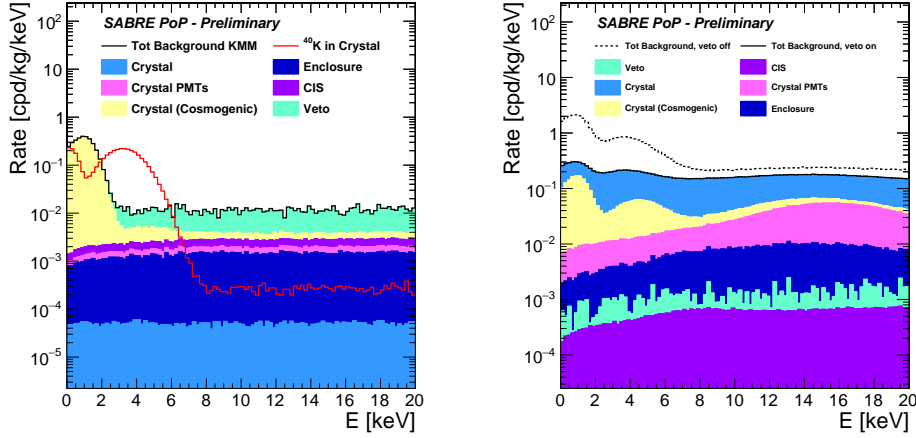 SABRE PoP - Preliminary
Tot Background KMM
⁴⁰K in Crystal
Crystal
Enclosure
Crystal PMTs
CIS
Crystal (Cosmogenic)
Veto
Rate [cpd/kg/keV]
10²
10
1
10⁻¹
10⁻²
10⁻³
10⁻⁴
10⁻⁵
0 2 4 6 8 10 12 14 16 18 20
E [keV]
SABRE PoP - Preliminary
Tot Background, veto off
Tot Background, veto on
Veto
CIS
Crystal
Crystal PMTs
Crystal (Cosmogenic)
Enclosure
Rate [cpd/kg/keV]
10²
10
1
10⁻¹
10⁻²
10⁻³
10⁻⁴
0 2 4 6 8 10 12 14 16 18 20
E [keV]